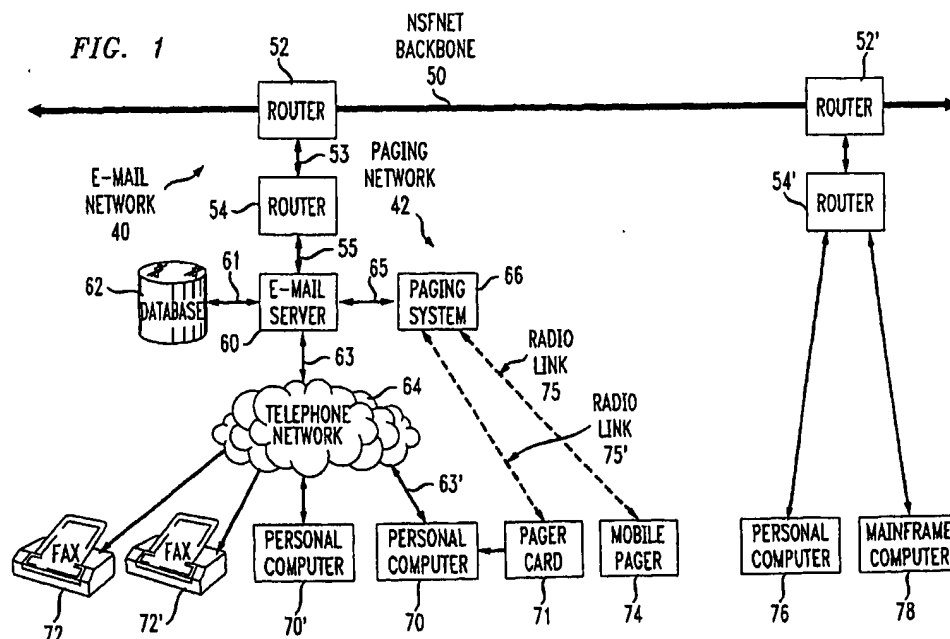 FIG. 1
NSFNET
BACKBONE
50
52
52'
ROUTER
ROUTER
53
E-MAIL
NETWORK
40
PAGING
NETWORK
42
54
ROUTER
54'
ROUTER
55
62
DATABASE
61
E-MAIL
SERVER
60
65
PAGING
SYSTEM
66
63
RADIO
LINK
75
64
TELEPHONE
NETWORK
RADIO
LINK
75'
63'
FAX
FAX
PERSONAL
COMPUTER
PERSONAL
COMPUTER
PAGER
CARD
MOBILE
PAGER
PERSONAL
COMPUTER
MAINFRAME
COMPUTER
72
72'
70'
70
71
74
76
78